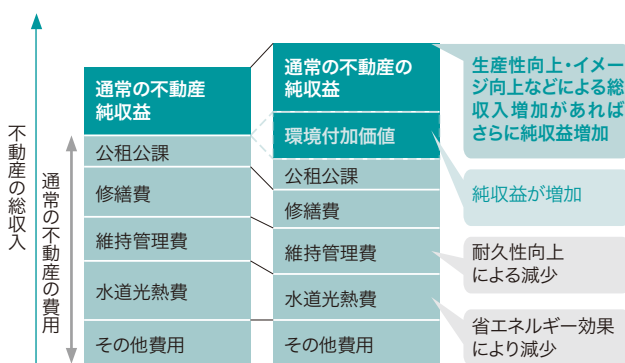 不動産の総収入
通常の不動産の費用
通常の不動産
純収益
公租公課
修繕費
維持管理費
水道光熱費
その他費用
通常の不動産の
純収益
環境付加価値
公租公課
修繕費
維持管理費
水道光熱費
その他費用
生産性向上・イメー
ジ向上などによる総
収入増加があれば
さらに純収益増加
純収益が増加
耐久性向上
による減少
省エネルギー効果
により減少